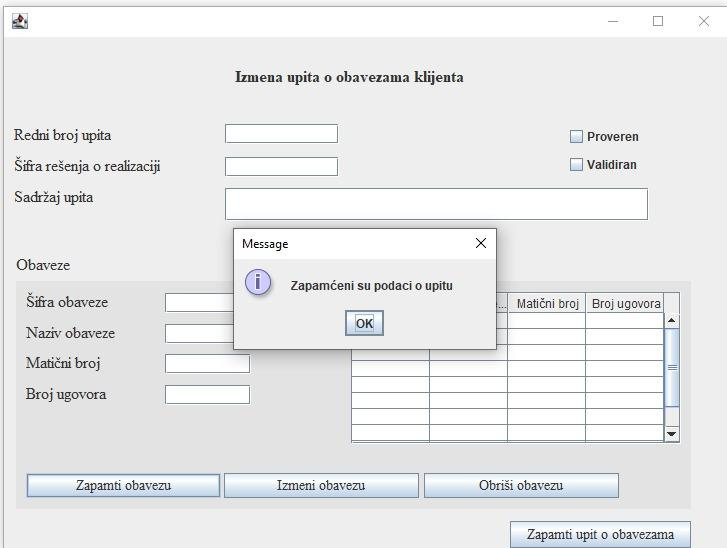 Izmena upita o obavezama klijenta
Redni broj upita
Proveren
Šifra rešenja o realizaciji
Validiran
Sadržaj upita
Message
Zapamćeni su podaci o upitu
OK
Obaveze
Šifra obaveze
Naziv obaveze
Matični broj
Broj ugovora
e... Matični broj Broj ugovora
Zapamti obavezu Izmeni obavezu Obriši obavezu
Zapamti upit o obavezama